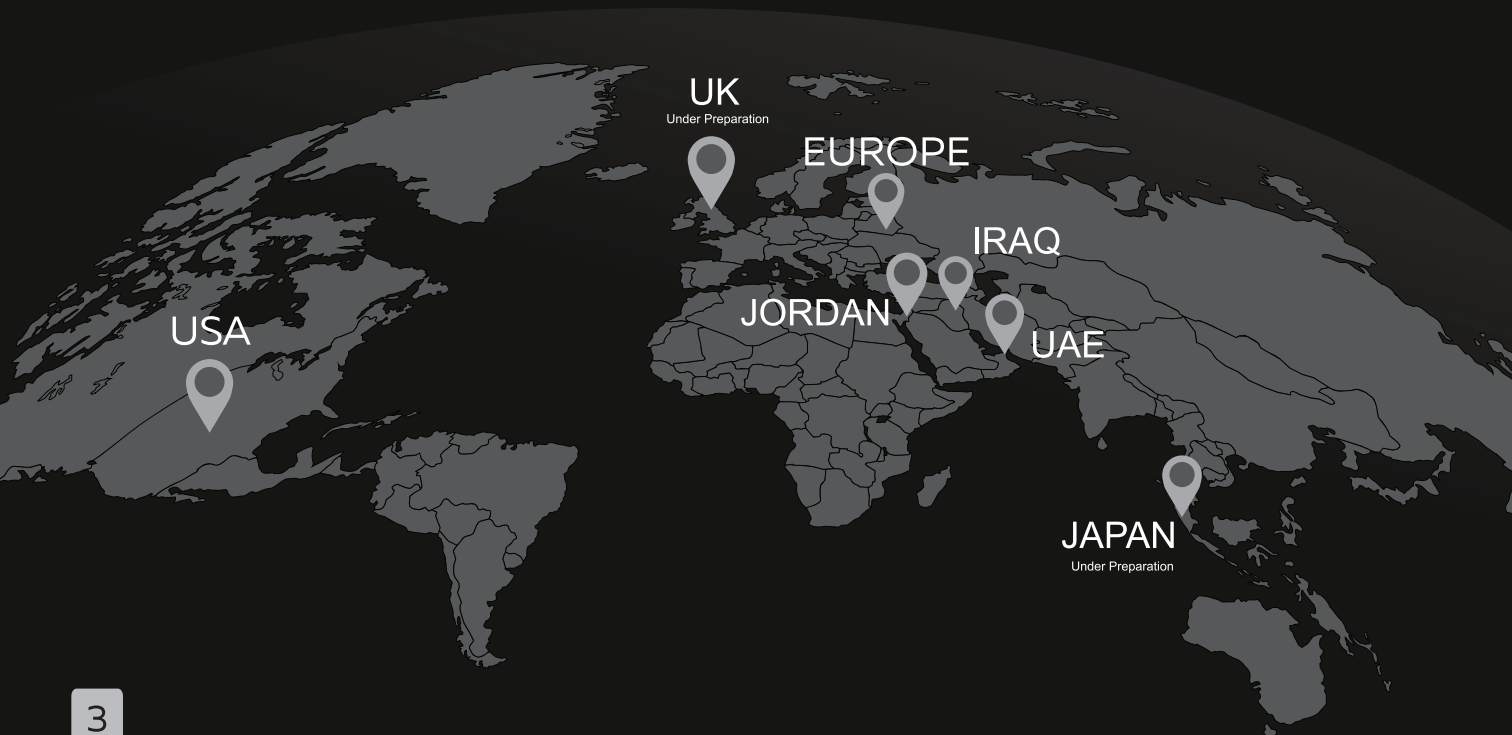 UK
Under Preparation
EUROPE
IRAQ
JORDAN
USA
UAE
JAPAN
Under Preparation
3